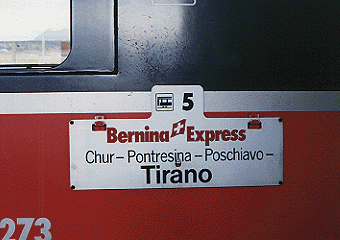 5
Bernina Express
Chur – Pontresina – Poschiavo –
Tirano
273